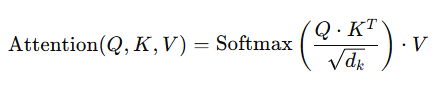 Attention(Q, K, V) = Softmax(Q · K^T / √d_k) · V